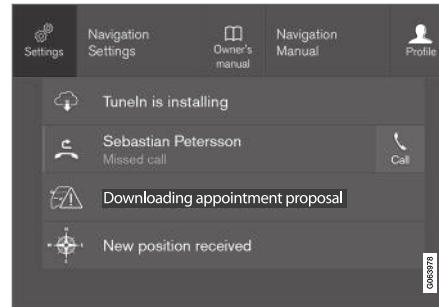 Settings
Navigation
Settings
Owner's
manual
Navigation
Manual
Profile
TuneIn is installing
Sebastian Petersson
Missed call
Call
Downloading appointment proposal
New position received
G063978